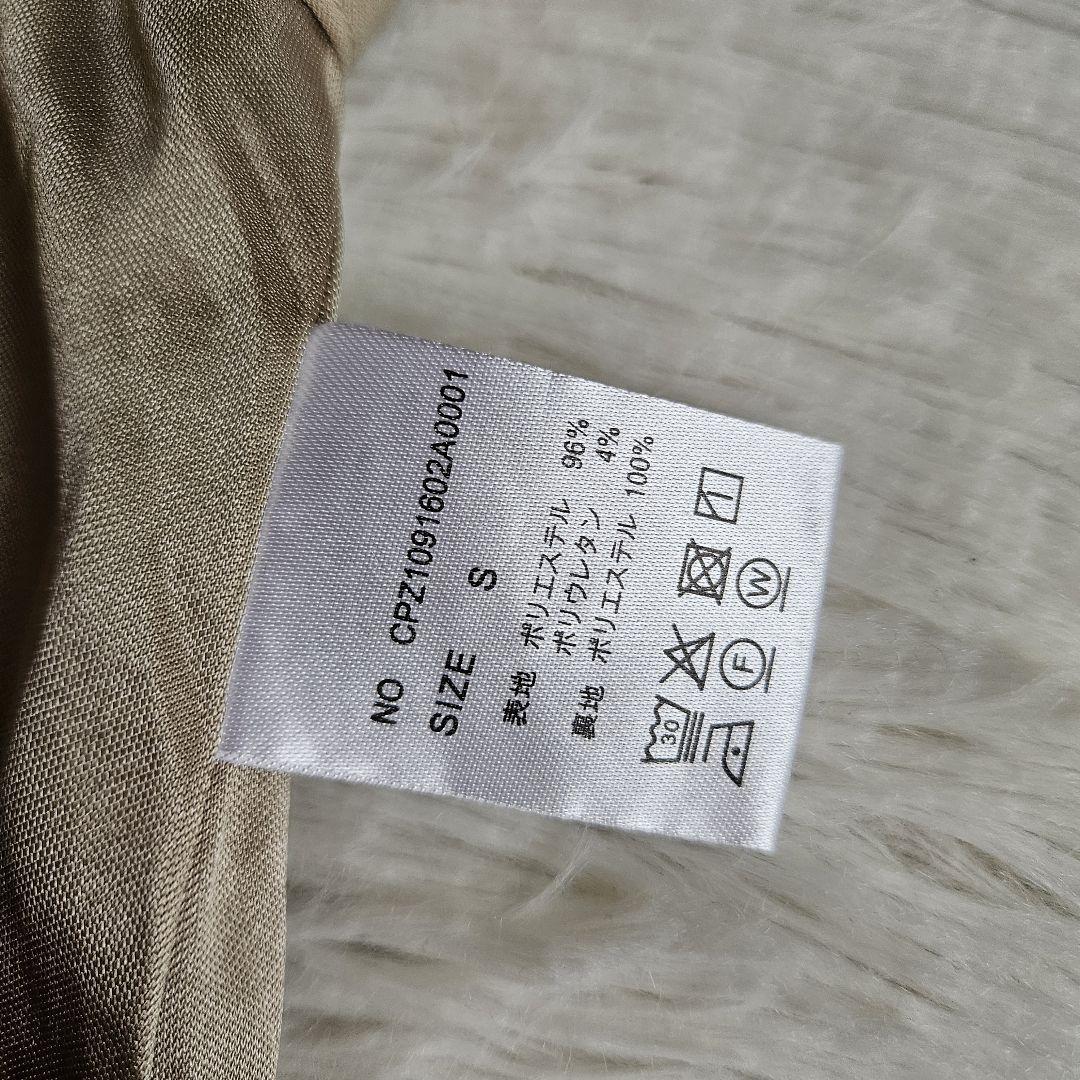 NO CPZ1091602A0001
SIZE S
表地 ポリエステル 96%
ポリウレタン 4%
裏地 ポリエステル 100%
30
F W